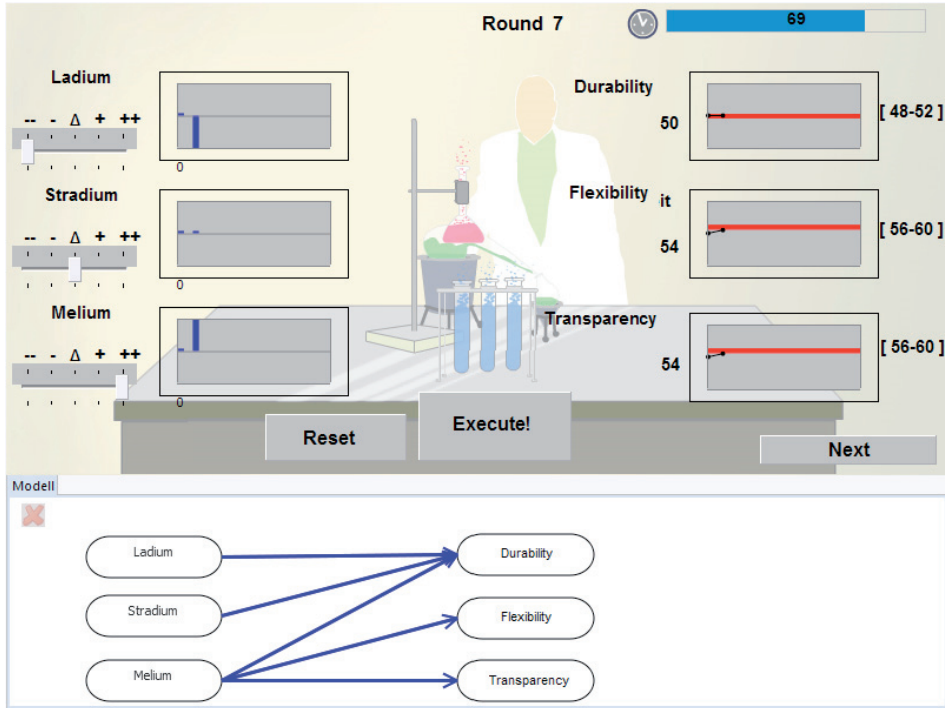 Round 7
69
Ladium
-- - Δ + ++
0
Stradium
-- - Δ + ++
0
Melium
-- - Δ + ++
0
Durability
50
[ 48-52 ]
Flexibility
it
54
[ 56-60 ]
Transparency
54
[ 56-60 ]
Reset
Execute!
Next
Modell
Ladium
Durability
Stradium
Flexibility
Melium
Transparency